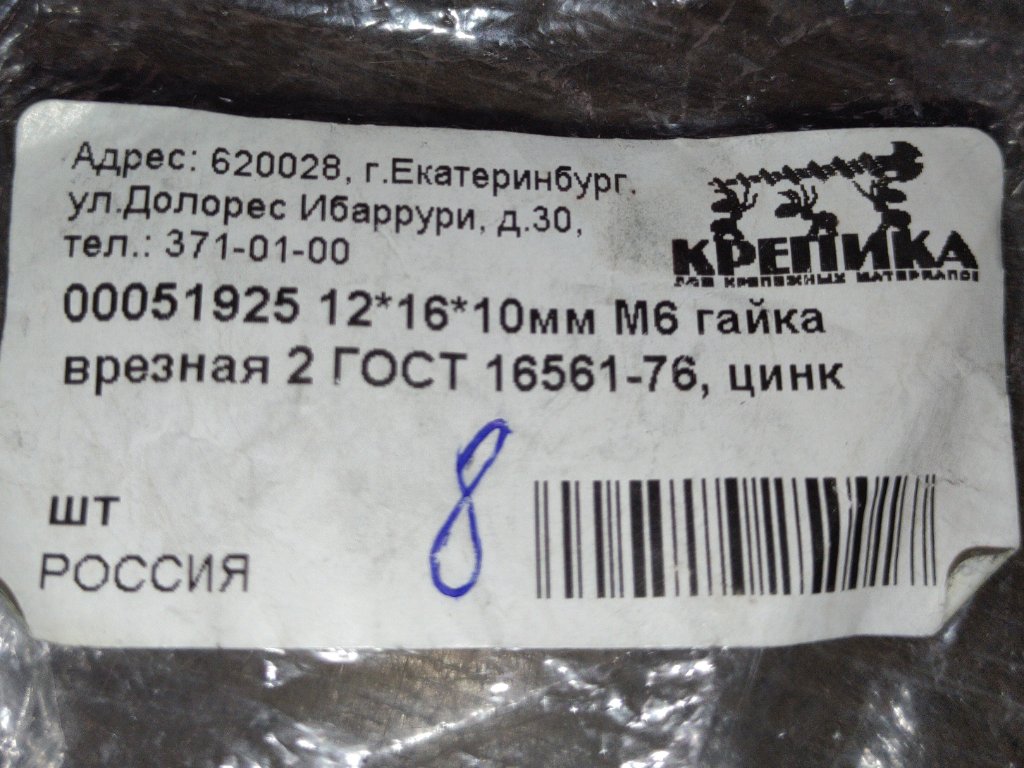 Адрес: 620028, г.Екатеринбург.
ул.Долорес Ибаррури, д.30,
тел.: 371-01-00
КРЕПИКА
КРЕПЕЖНЫХ
00051925 12*16*10мм М6 гайка
врезная 2 ГОСТ 16561-76, цинк
8
шт
РОССИЯ